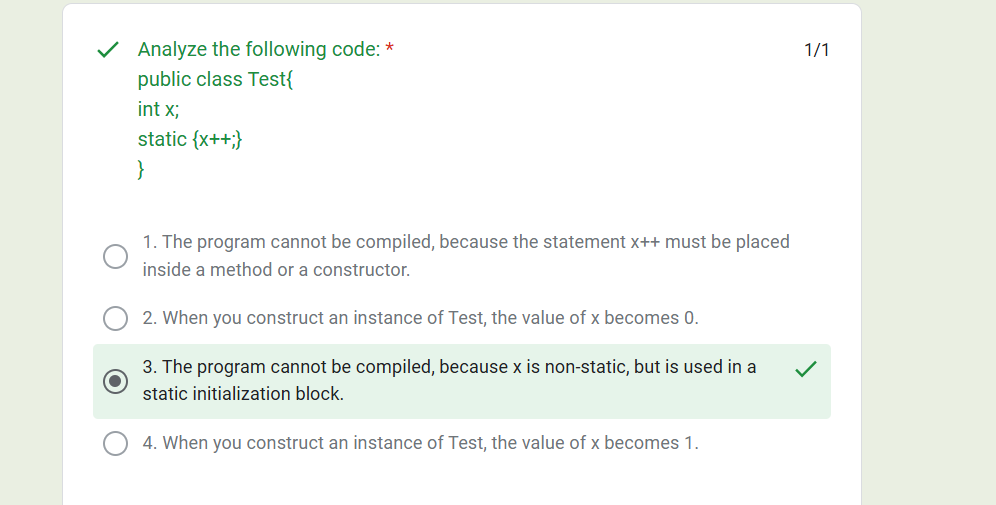 Analyze the following code: *
1/1
public class Test{
int x;
static {x++;}
}
1. The program cannot be compiled, because the statement x++ must be placed
inside a method or a constructor.
2. When you construct an instance of Test, the value of x becomes 0.
3. The program cannot be compiled, because x is non-static, but is used in a
static initialization block.
4. When you construct an instance of Test, the value of x becomes 1.